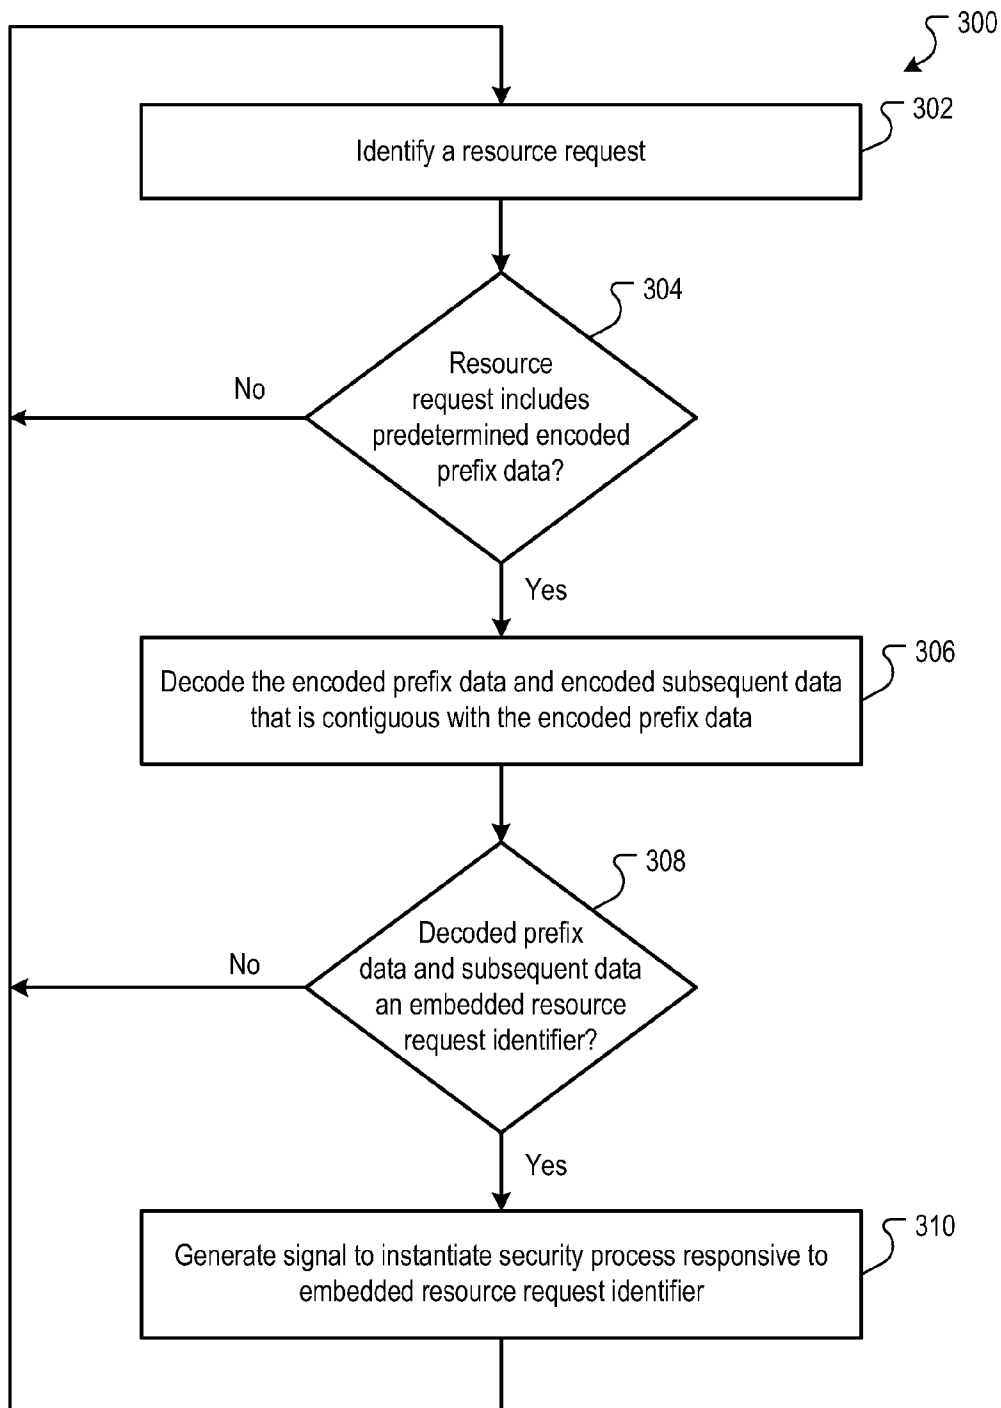 300
302
Identify a resource request
304
Resource
request includes
predetermined encoded
prefix data?
No
Yes
306
Decode the encoded prefix data and encoded subsequent data
that is contiguous with the encoded prefix data
308
Decoded prefix
data and subsequent data
an embedded resource
request identifier?
No
Yes
310
Generate signal to instantiate security process responsive to
embedded resource request identifier